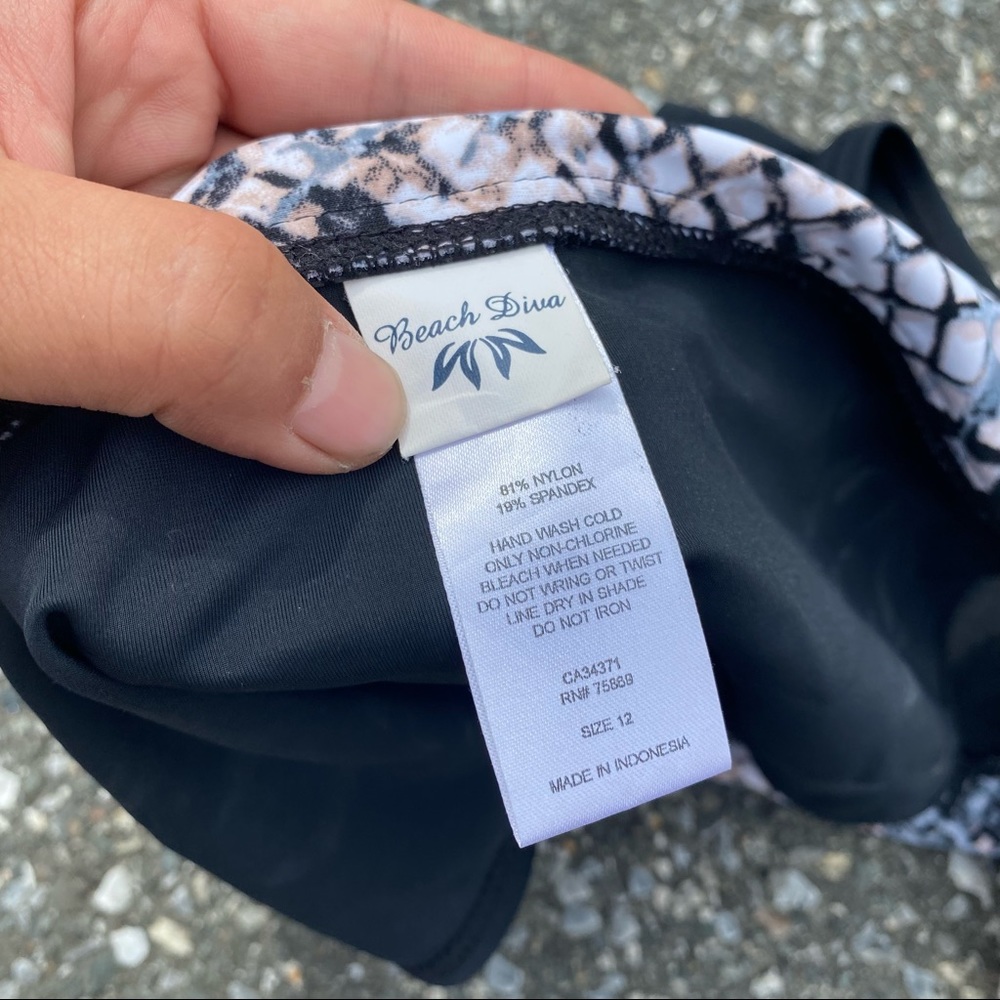 Beach Diva
81% NYLON
19% SPANDEX
HAND WASH COLD
ONLY NON-CHLORINE
BLEACH WHEN NEEDED
DO NOT WRING OR TWIST
LINE DRY IN SHADE
DO NOT IRON
CA34371
RN# 75889
SIZE 12
MADE IN INDONESIA